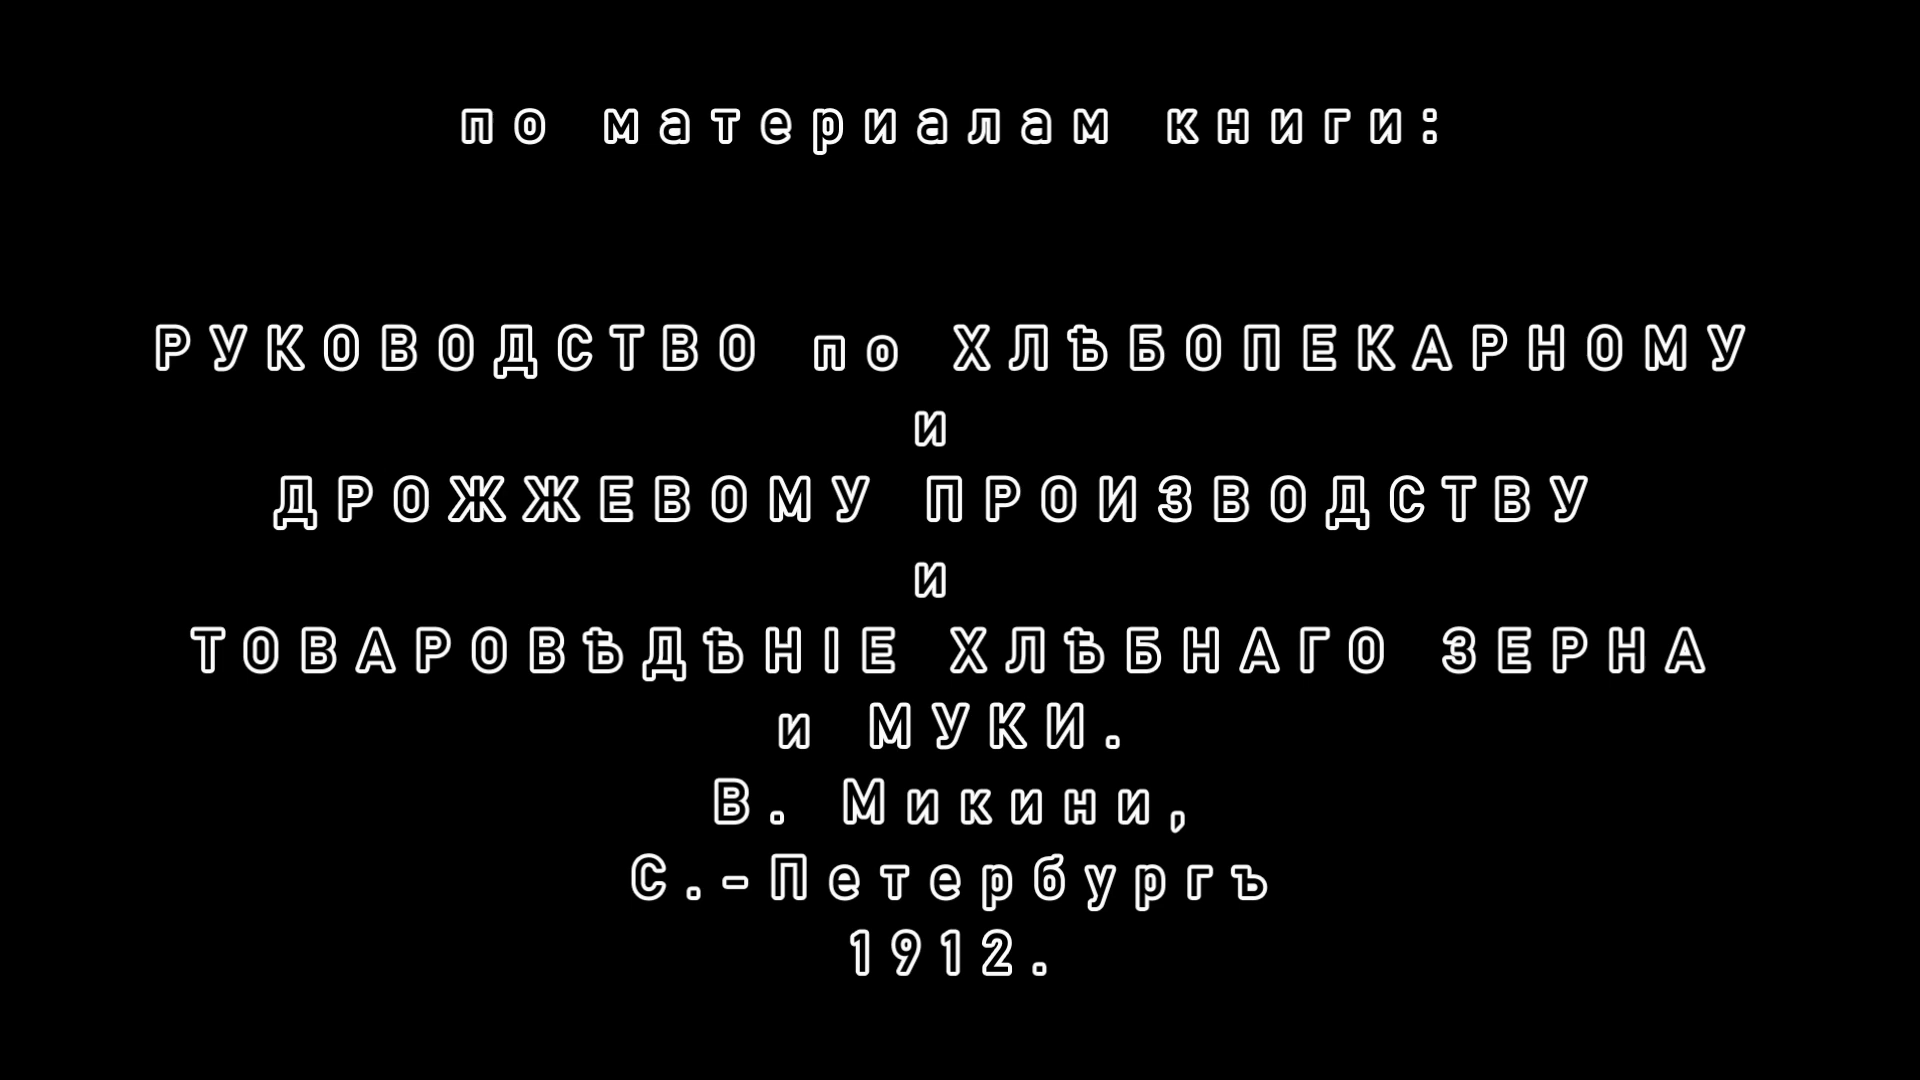 по материалам книги:
РУКОВОДСТВО по ХЛѢБОПЕКАРНОМУ
и
ДРОЖЖЕВОМУ ПРОИЗВОДСТВУ
и
ТОВАРОВѢДѢНІЕ ХЛѢБНАГО ЗЕРНА
и МУКИ.
В. Микини,
С.-Петербургъ
1912.